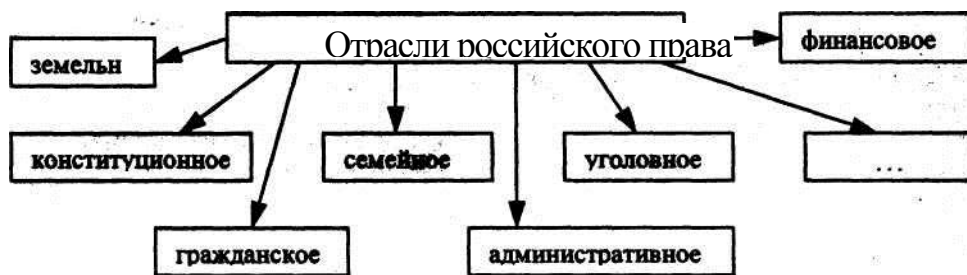 Отрасли российского права
финансовое
земельн
конституционное
семейное
уголовное
...
гражданское
административное